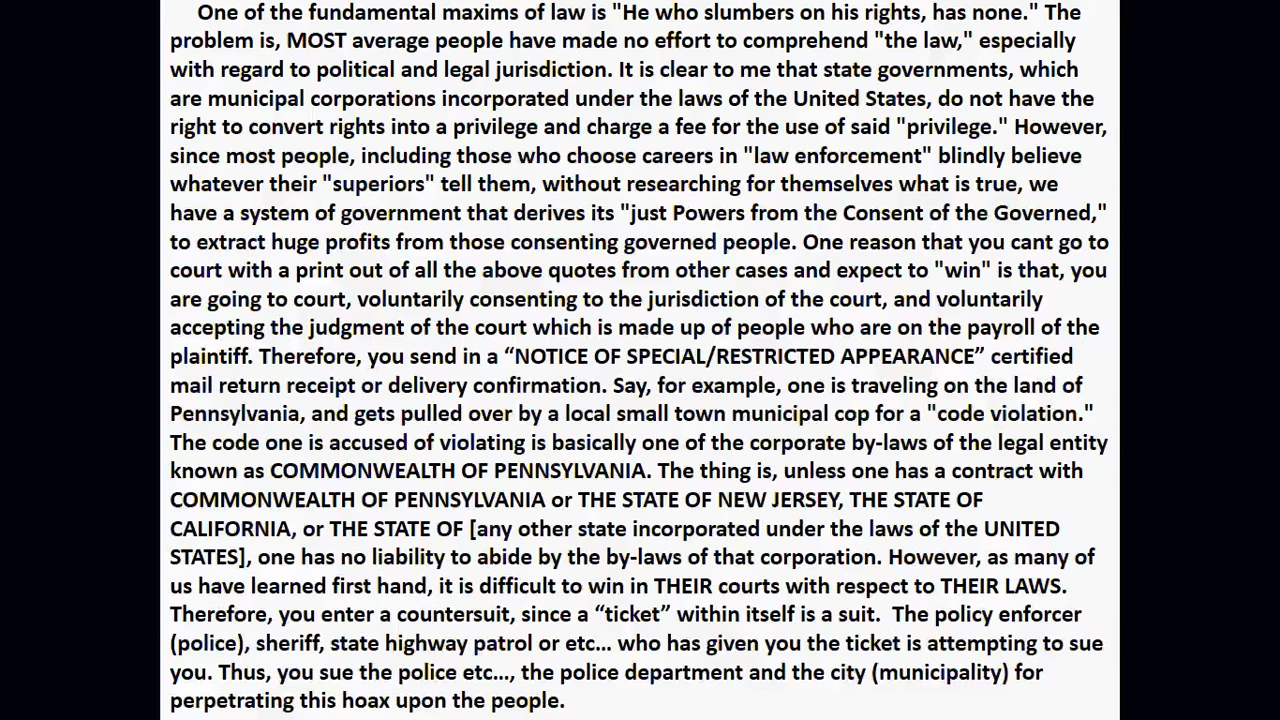 One of the fundamental maxims of law is "He who slumbers on his rights, has none." The
problem is, MOST average people have made no effort to comprehend "the law," especially
with regard to political and legal jurisdiction. It is clear to me that state governments, which
are municipal corporations incorporated under the laws of the United States, do not have the
right to convert rights into a privilege and charge a fee for the use of said "privilege." However,
since most people, including those who choose careers in "law enforcement" blindly believe
whatever their "superiors" tell them, without researching for themselves what is true, we
have a system of government that derives its "just Powers from the Consent of the Governed,"
to extract huge profits from those consenting governed people. One reason that you cant go to
court with a print out of all the above quotes from other cases and expect to "win" is that, you
are going to court, voluntarily consenting to the jurisdiction of the court, and voluntarily
accepting the judgment of the court which is made up of people who are on the payroll of the
plaintiff. Therefore, you send in a “NOTICE OF SPECIAL/RESTRICTED APPEARANCE” certified
mail return receipt or delivery confirmation. Say, for example, one is traveling on the land of
Pennsylvania, and gets pulled over by a local small town municipal cop for a "code violation."
The code one is accused of violating is basically one of the corporate by-laws of the legal entity
known as COMMONWEALTH OF PENNSYLVANIA. The thing is, unless one has a contract with
COMMONWEALTH OF PENNSYLVANIA or THE STATE OF NEW JERSEY, THE STATE OF
CALIFORNIA, or THE STATE OF [any other state incorporated under the laws of the UNITED
STATES], one has no liability to abide by the by-laws of that corporation. However, as many of
us have learned first hand, it is difficult to win in THEIR courts with respect to THEIR LAWS.
Therefore, you enter a countersuit, since a “ticket” within itself is a suit.  The policy enforcer
(police), sheriff, state highway patrol or etc... who has given you the ticket is attempting to sue
you. Thus, you sue the police etc..., the police department and the city (municipality) for
perpetrating this hoax upon the people.